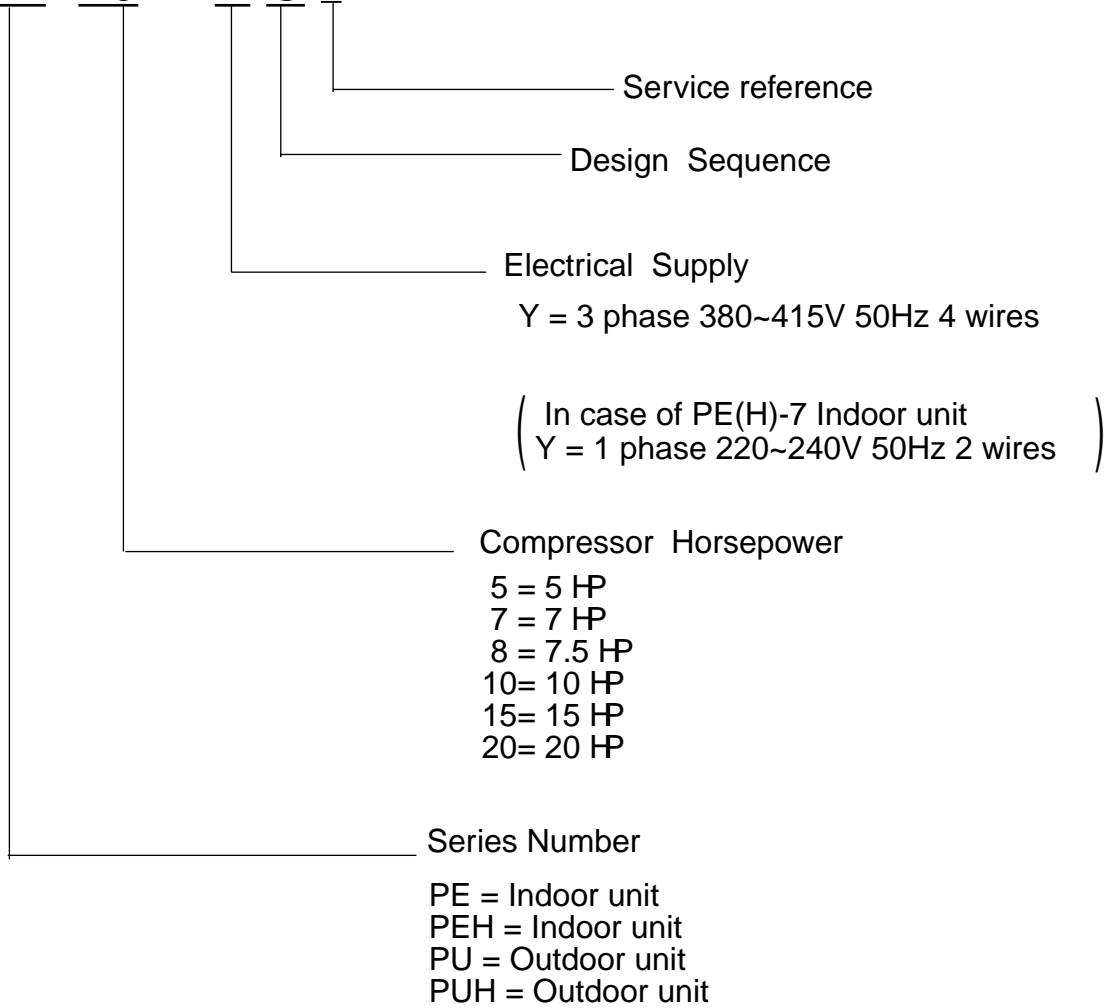 Service reference
Design Sequence
Electrical Supply
Y = 3 phase 380~415V 50Hz 4 wires
( In case of PE(H)-7 Indoor unit
Y = 1 phase 220~240V 50Hz 2 wires )
Compressor Horsepower
5 = 5 HP
7 = 7 HP
8 = 7.5 HP
10= 10 HP
15= 15 HP
20= 20 HP
Series Number
PE = Indoor unit
PEH = Indoor unit
PU = Outdoor unit
PUH = Outdoor unit